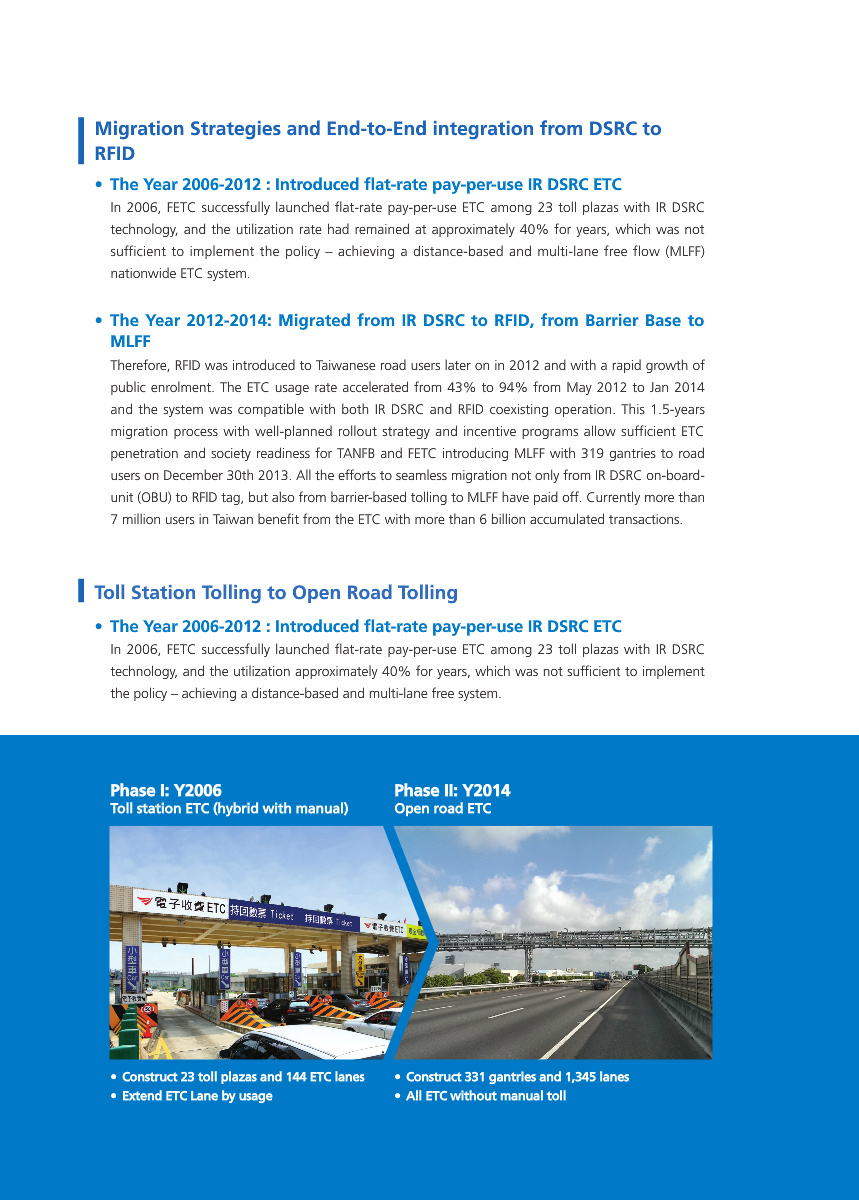 Migration Strategies and End-to-End integration from DSRC to
RFID
• The Year 2006-2012 : Introduced flat-rate pay-per-use IR DSRC ETC
In 2006, FETC successfully launched flat-rate pay-per-use ETC among 23 toll plazas with IR DSRC
technology, and the utilization rate had remained at approximately 40% for years, which was not
sufficient to implement the policy – achieving a distance-based and multi-lane free flow (MLFF)
nationwide ETC system.
• The Year 2012-2014: Migrated from IR DSRC to RFID, from Barrier Base to
MLFF
Therefore, RFID was introduced to Taiwanese road users later on in 2012 and with a rapid growth of
public enrolment. The ETC usage rate accelerated from 43% to 94% from May 2012 to Jan 2014
and the system was compatible with both IR DSRC and RFID coexisting operation. This 1.5-years
migration process with well-planned rollout strategy and incentive programs allow sufficient ETC
penetration and society readiness for TANFB and FETC introducing MLFF with 319 gantries to road
users on December 30th 2013. All the efforts to seamless migration not only from IR DSRC on-board-
unit (OBU) to RFID tag, but also from barrier-based tolling to MLFF have paid off. Currently more than
7 million users in Taiwan benefit from the ETC with more than 6 billion accumulated transactions.
Toll Station Tolling to Open Road Tolling
• The Year 2006-2012 : Introduced flat-rate pay-per-use IR DSRC ETC
In 2006, FETC successfully launched flat-rate pay-per-use ETC among 23 toll plazas with IR DSRC
technology, and the utilization approximately 40% for years, which was not sufficient to implement
the policy – achieving a distance-based and multi-lane free system.
Phase I: Y2006
Toll station ETC (hybrid with manual)
Phase II: Y2014
Open road ETC
電子收費 ETC
持回數票 Ticket
持回數票 Ticket
電子收費 ETC
小型車 Car
小型車
小型車
• Construct 23 toll plazas and 144 ETC lanes
• Extend ETC Lane by usage
• Construct 331 gantries and 1,345 lanes
• All ETC without manual toll